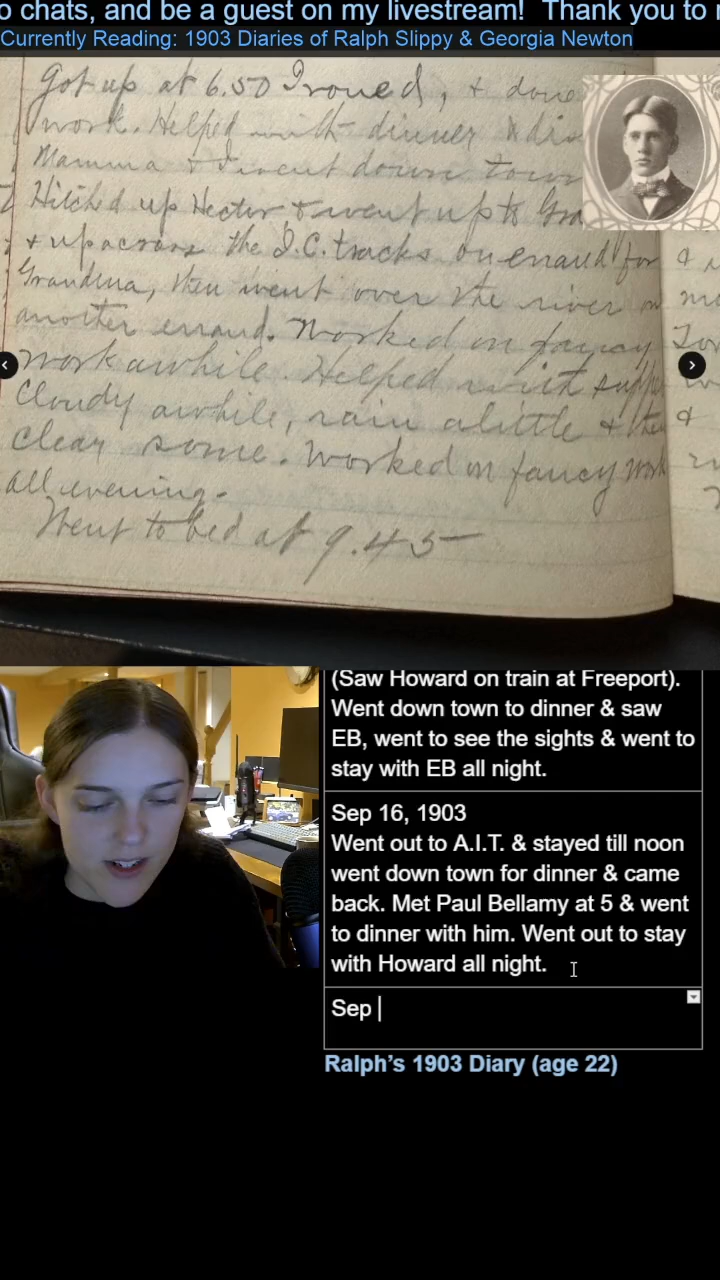 o chats, and be a guest on my livestream! Thank you to
Currently Reading: 1903 Diaries of Ralph Slippy & Georgia Newton
Got up at 6.50 Ironed, & done
work. Helped with dinner &
Mamma & I went down town
Hitched up Hector & went up to
& up across the I.C. tracks on errand for
Grandma, then went over the river on
another errand. Worked on fancy
work awhile. Helped with
Cloudy awhile, rain alittle & then
clear some. Worked on fancy work
all evening.
Went to bed at 9.45
(Saw Howard on train at Freeport).
Went down town to dinner & saw
EB, went to see the sights & went to
stay with EB all night.
Sep 16, 1903
Went out to A.I.T. & stayed till noon
went down town for dinner & came
back. Met Paul Bellamy at 5 & went
to dinner with him. Went out to stay
with Howard all night.
Sep
Ralph’s 1903 Diary (age 22)